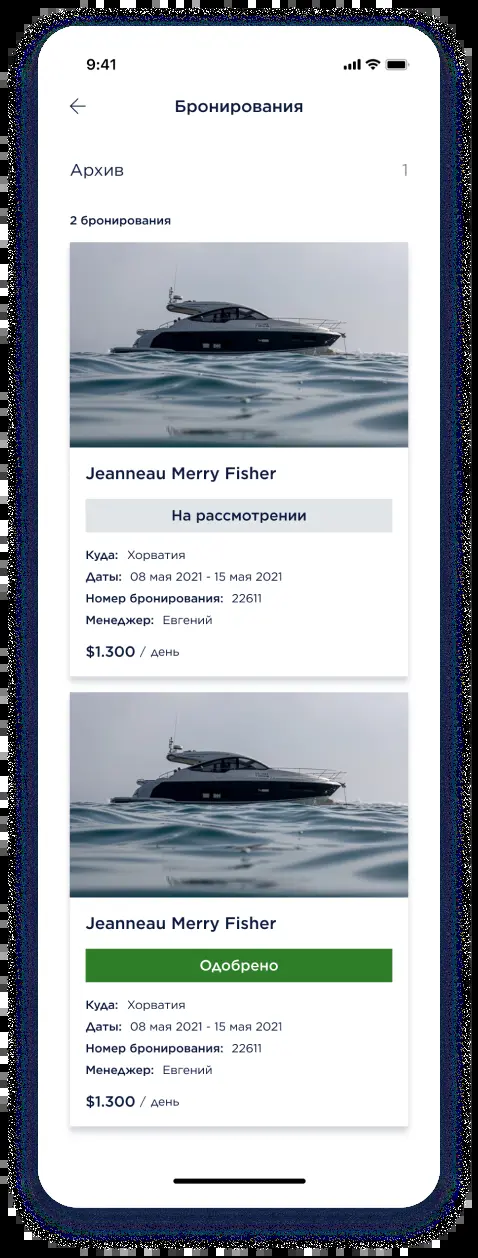 9:41
Бронирования
Архив 1
2 бронирования
Jeanneau Merry Fisher
На рассмотрении
Куда: Хорватия
Даты: 08 мая 2021 - 15 мая 2021
Номер бронирования: 22611
Менеджер: Евгений
$1.300 / день
Jeanneau Merry Fisher
Одобрено
Куда: Хорватия
Даты: 08 мая 2021 - 15 мая 2021
Номер бронирования: 22611
Менеджер: Евгений
$1.300 / день